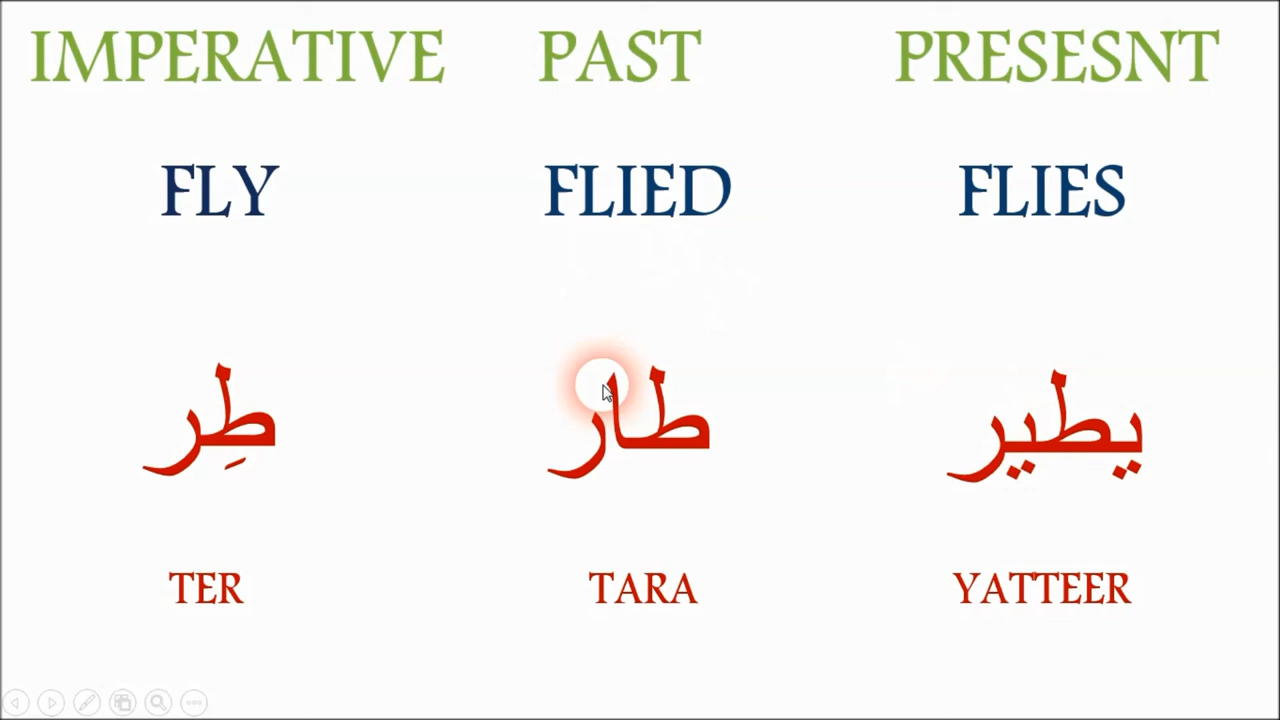 IMPERATIVE PAST PRESESNT
FLY FLIED FLIES
طِر طار يطير
TER TARA YATTEER